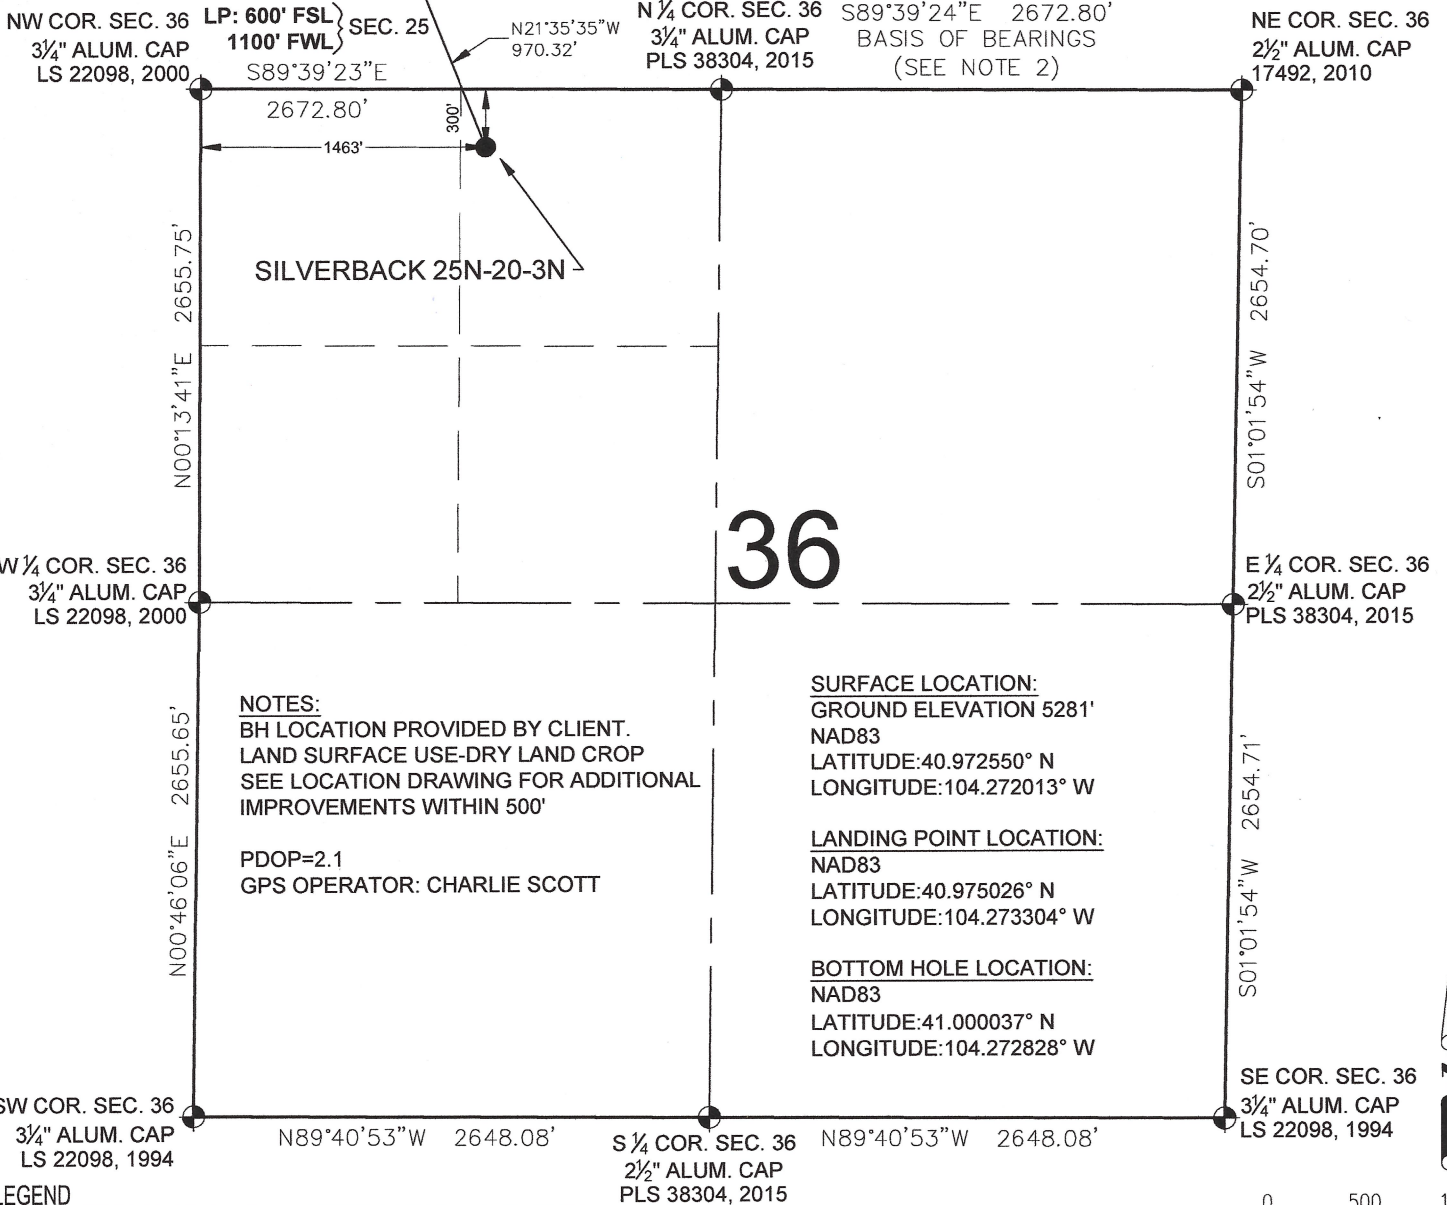 NW COR. SEC. 36
3¼" ALUM. CAP
LS 22098, 2000
LP: 600' FSL
1100' FWL
SEC. 25
N21°35'35"W
970.32'
N ¼ COR. SEC. 36
3¼" ALUM. CAP
PLS 38304, 2015
S89°39'24"E 2672.80'
BASIS OF BEARINGS
(SEE NOTE 2)
NE COR. SEC. 36
2½" ALUM. CAP
17492, 2010
S89°39'23"E
2672.80'
300'
1463'
SILVERBACK 25N-20-3N
N00°13'41"E 2655.75'
S01°01'54"W 2654.70'
36
W ¼ COR. SEC. 36
3¼" ALUM. CAP
LS 22098, 2000
E ¼ COR. SEC. 36
2½" ALUM. CAP
PLS 38304, 2015
NOTES:
BH LOCATION PROVIDED BY CLIENT.
LAND SURFACE USE-DRY LAND CROP
SEE LOCATION DRAWING FOR ADDITIONAL
IMPROVEMENTS WITHIN 500'
PDOP=2.1
GPS OPERATOR: CHARLIE SCOTT
SURFACE LOCATION:
GROUND ELEVATION 5281'
NAD83
LATITUDE:40.972550° N
LONGITUDE:104.272013° W
LANDING POINT LOCATION:
NAD83
LATITUDE:40.975026° N
LONGITUDE:104.273304° W
BOTTOM HOLE LOCATION:
NAD83
LATITUDE:41.000037° N
LONGITUDE:104.272828° W
N00°46'06"E 2655.65'
S01°01'54"W 2654.71'
SW COR. SEC. 36
3¼" ALUM. CAP
LS 22098, 1994
N89°40'53"W 2648.08'
S ¼ COR. SEC. 36
2½" ALUM. CAP
PLS 38304, 2015
N89°40'53"W 2648.08'
SE COR. SEC. 36
3¼" ALUM. CAP
LS 22098, 1994
LEGEND
0 500